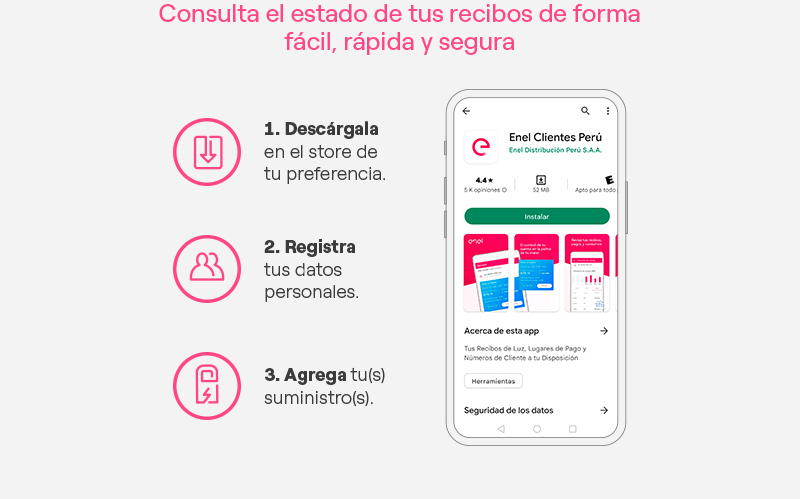 Consulta el estado de tus recibos de forma
fácil, rápida y segura
1. Descárgala
en el store de
tu preferencia.
2. Registra
tus datos
personales.
3. Agrega tu(s)
suministro(s).
Enel Clientes Perú
Enel Distribución Perú S.A.A.
4.4★
5 K opiniones
52 MB
E
Apto para todo
Instalar
enel
El control de tu
cuenta en la palma
de tu mano
Revisa tus recibos,
pagos y consumos
Acerca de esta app
Tus Recibos de Luz, Lugares de Pago y
Números de Cliente a tu Disposición
Herramientas
Seguridad de los datos